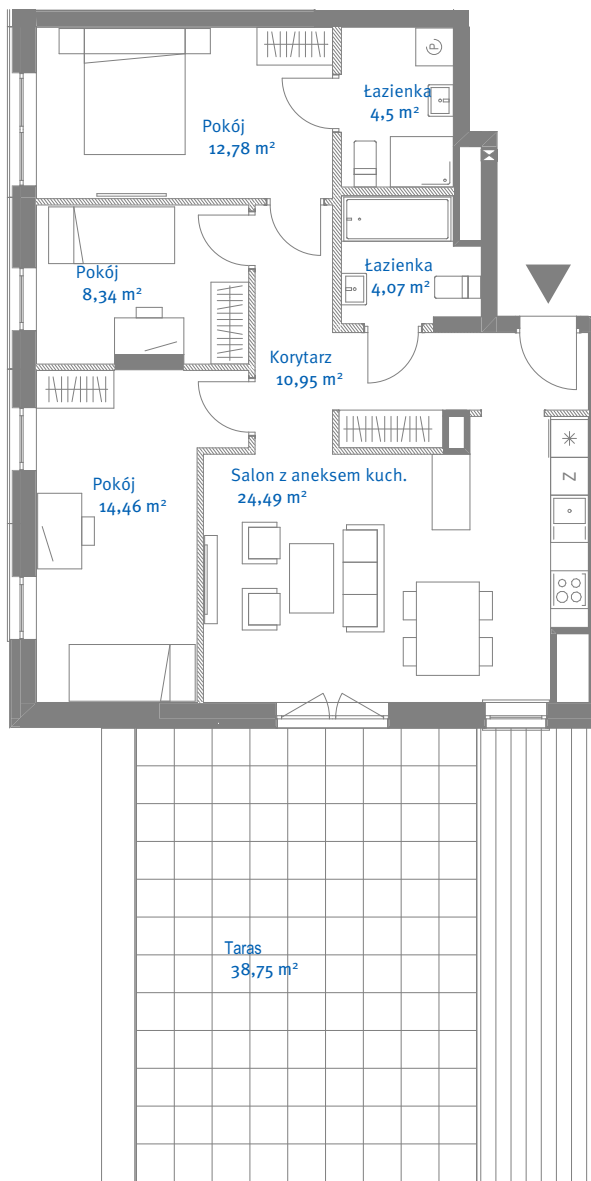 Łazienka
4,5 m²
P
Pokój
12,78 m²
Pokój
8,34 m²
Łazienka
4,07 m²
Korytarz
10,95 m²
Pokój
14,46 m²
Salon z aneksem kuch.
24,49 m²
Z
Taras
38,75 m²